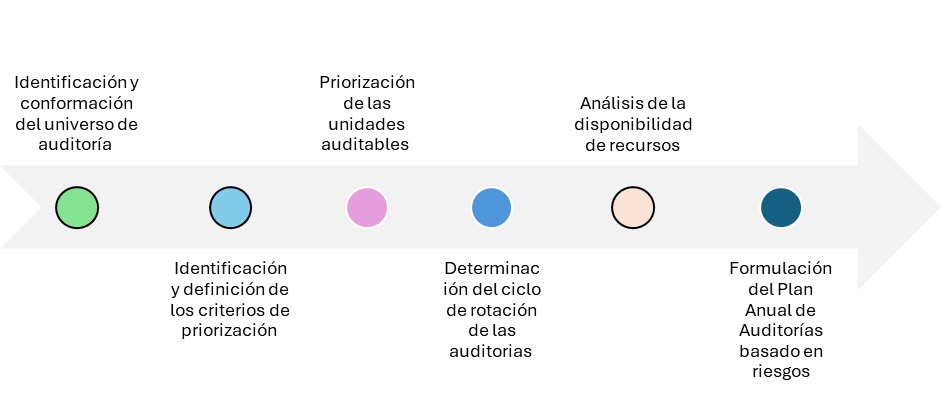 Identificación y
conformación
del universo de
auditoría
Identificación
y definición de
los criterios de
priorización
Priorización
de las
unidades
auditables
Determinac
ión del ciclo
de rotación
de las
auditorias
Análisis de la
disponibilidad
de recursos
Formulación
del Plan
Anual de
Auditorías
basado en
riesgos